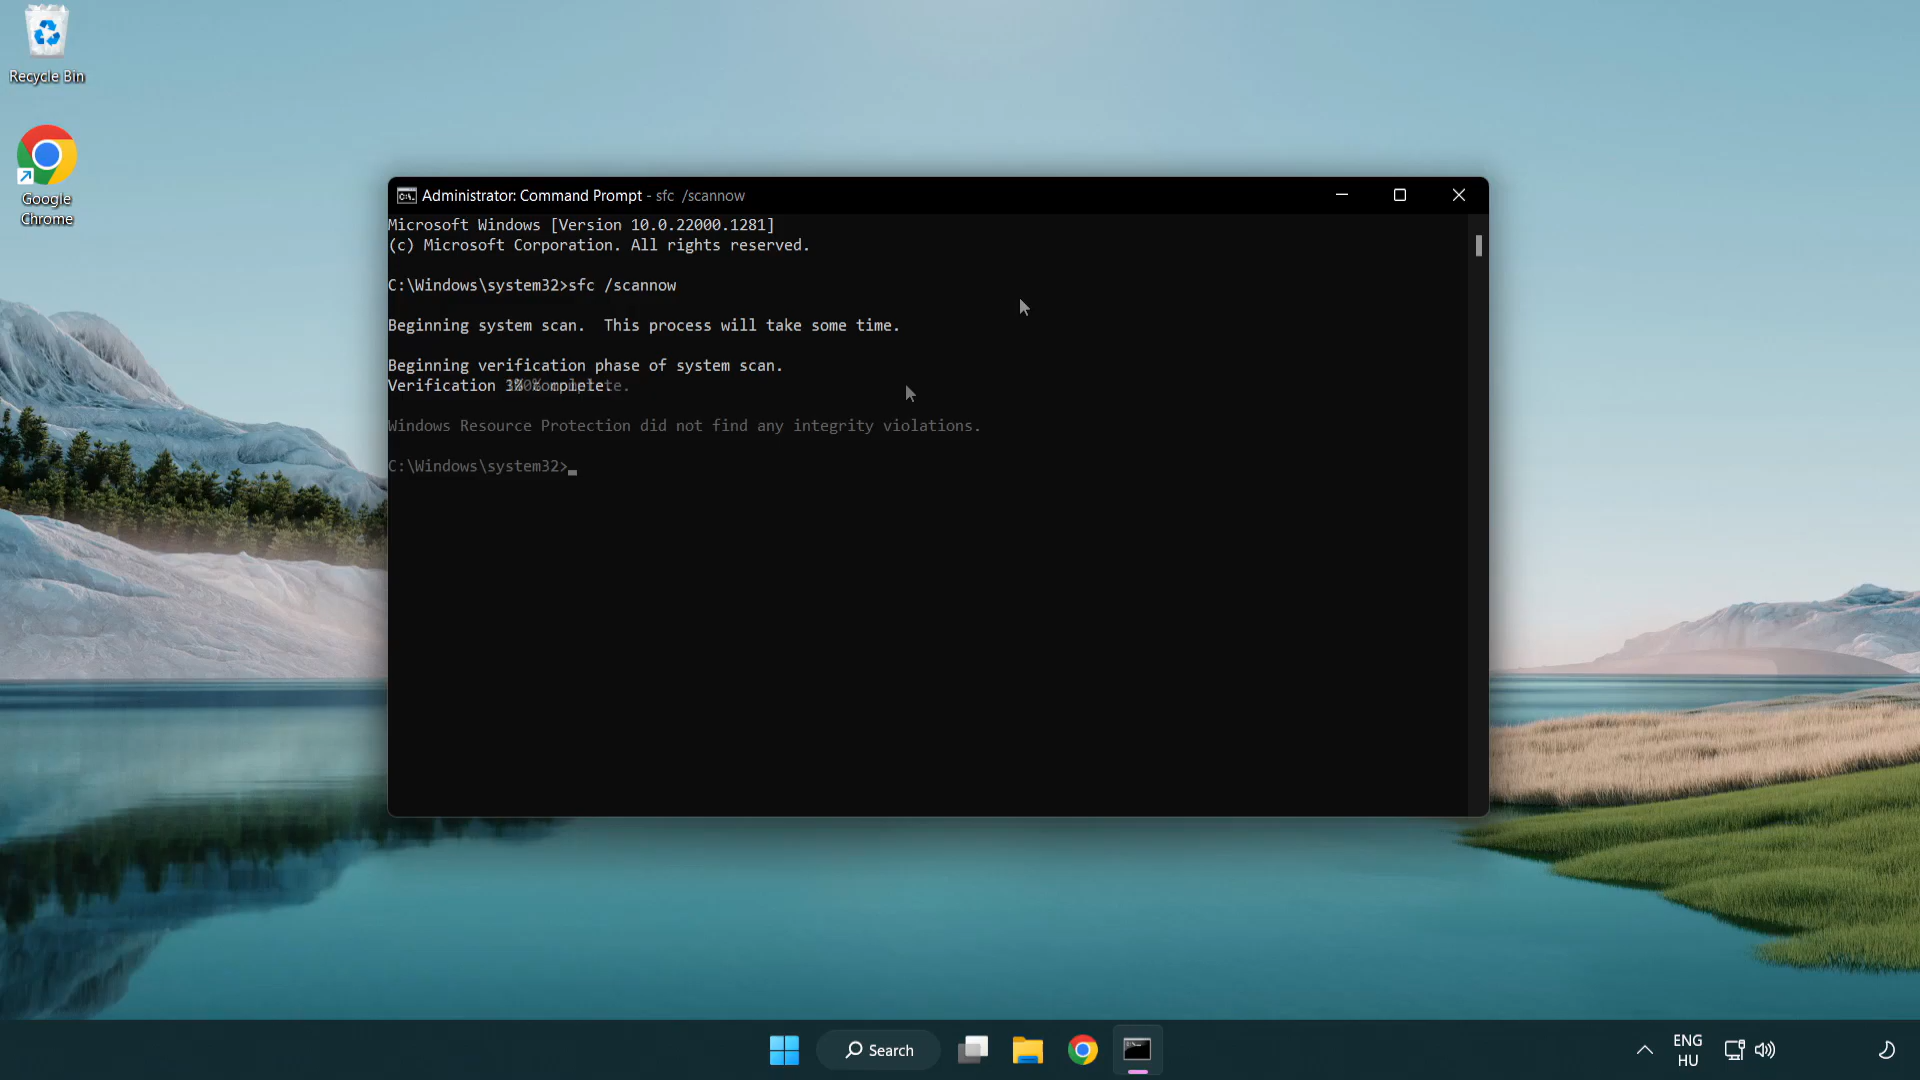 Recycle Bin
Google
Chrome
Administrator: Command Prompt - sfc /scannow
Microsoft Windows [Version 10.0.22000.1281]
(c) Microsoft Corporation. All rights reserved.
C:\Windows\system32>sfc /scannow
Beginning system scan.  This process will take some time.
Beginning verification phase of system scan.
Verification
Windows Resource Protection did not find any integrity violations.
C:\Windows\system32>
Search
ENG
HU